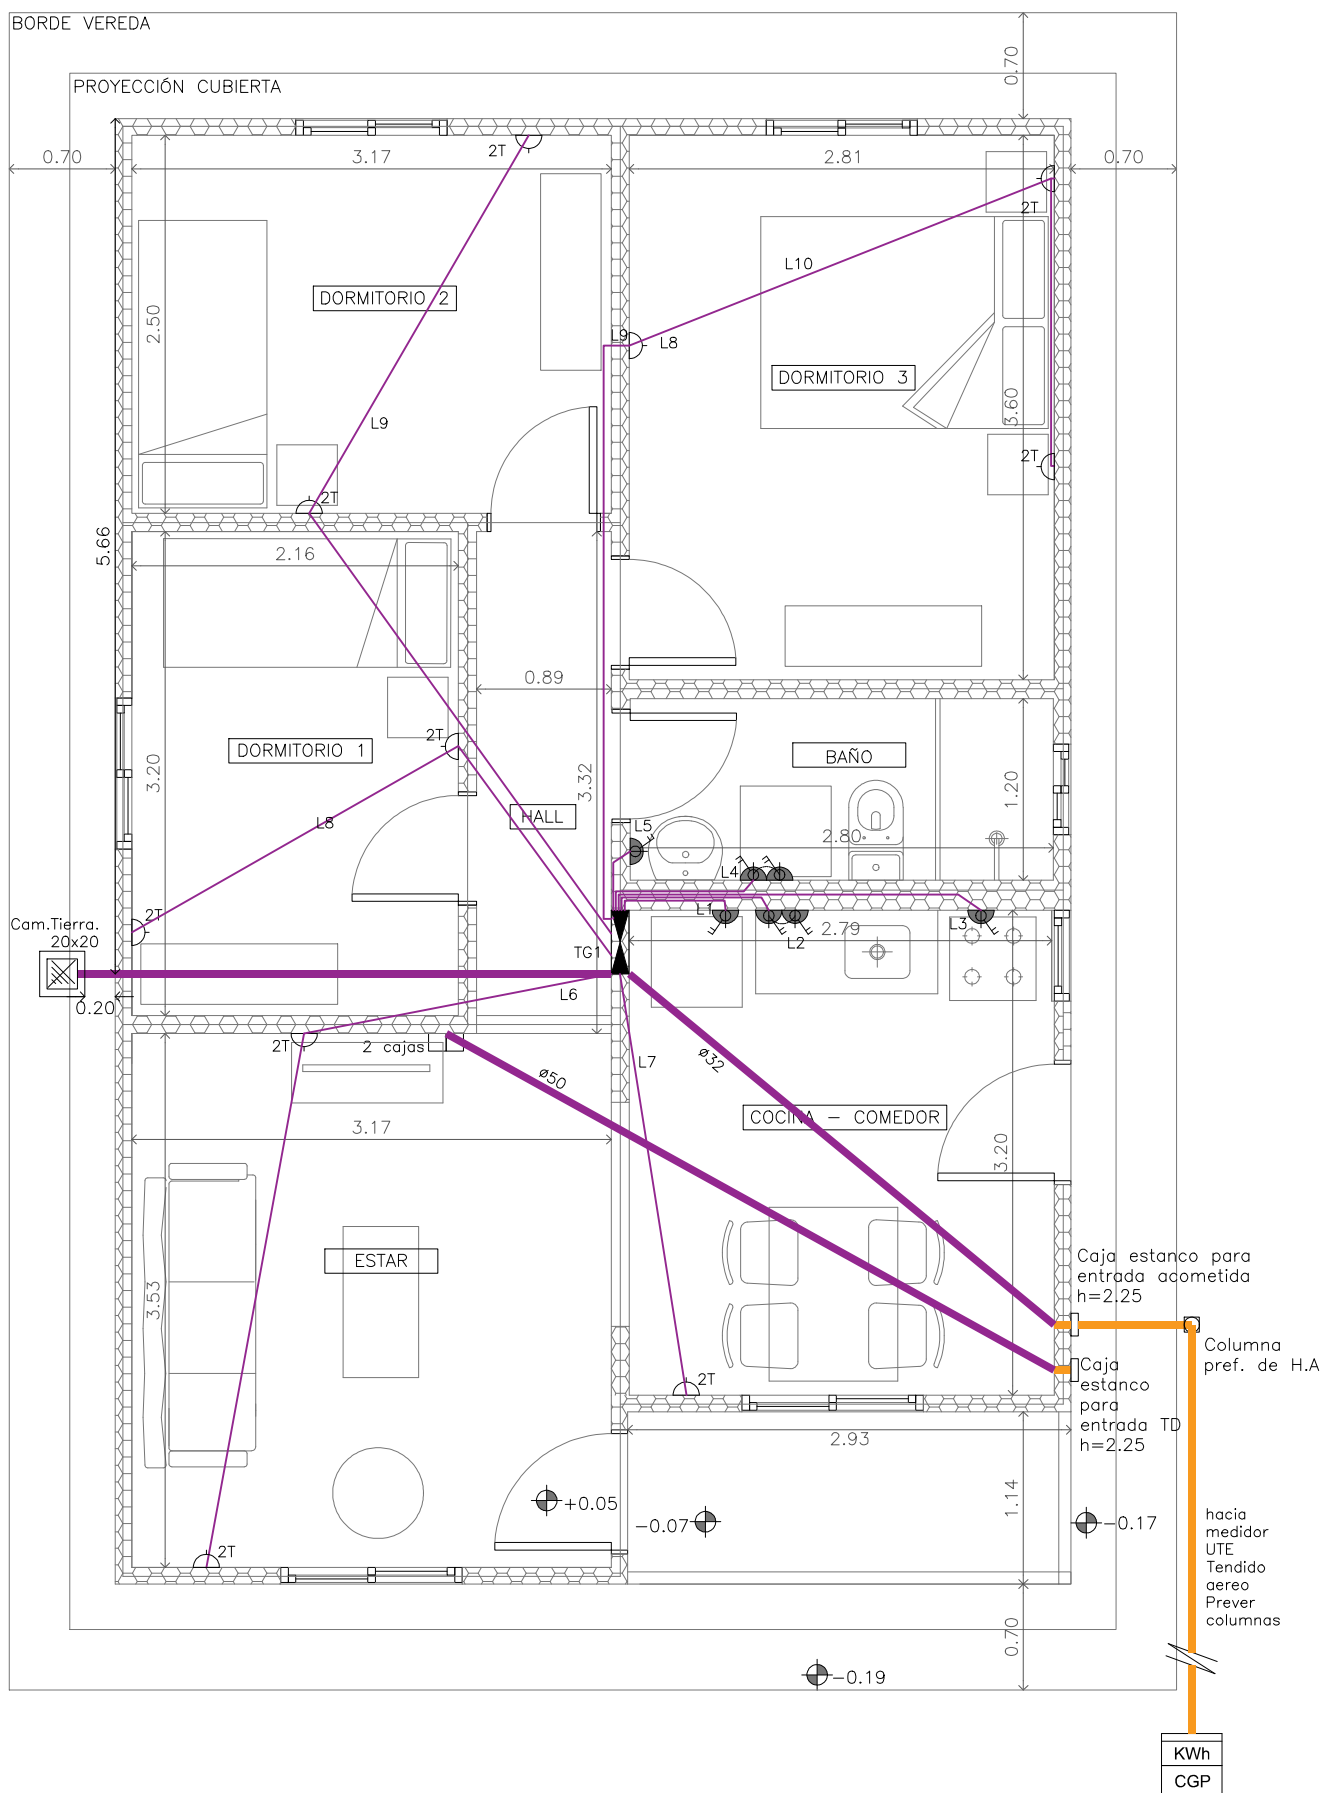 BORDE VEREDA
0.70
PROYECCIÓN CUBIERTA
0.70
3.17
2T
2.81
0.70
2T
L10
DORMITORIO 2
2.50
L9
L8
DORMITORIO 3
3.60
L9
2T
2T
5.66
2.16
0.89
2T
DORMITORIO 1
3.20
3.32
BAÑO
1.20
HALL
L8
L5
2.80
L4
2T
L1
L2
L3
2.79
Cam.Tierra.
20x20
TG1
0.20
L6
2T
2 cajas
ø50
L7
ø32
COCINA - COMEDOR
3.17
3.20
ESTAR
3.53
Caja estanco para
entrada acometida
h=2.25
Columna
pref. de H.A
Caja
estanco
para
entrada TD
h=2.25
2T
2.93
+0.05
-0.07
1.14
-0.17
2T
hacia
medidor
UTE
Tendido
aereo
Prever
columnas
0.70
-0.19
KWh
CGP